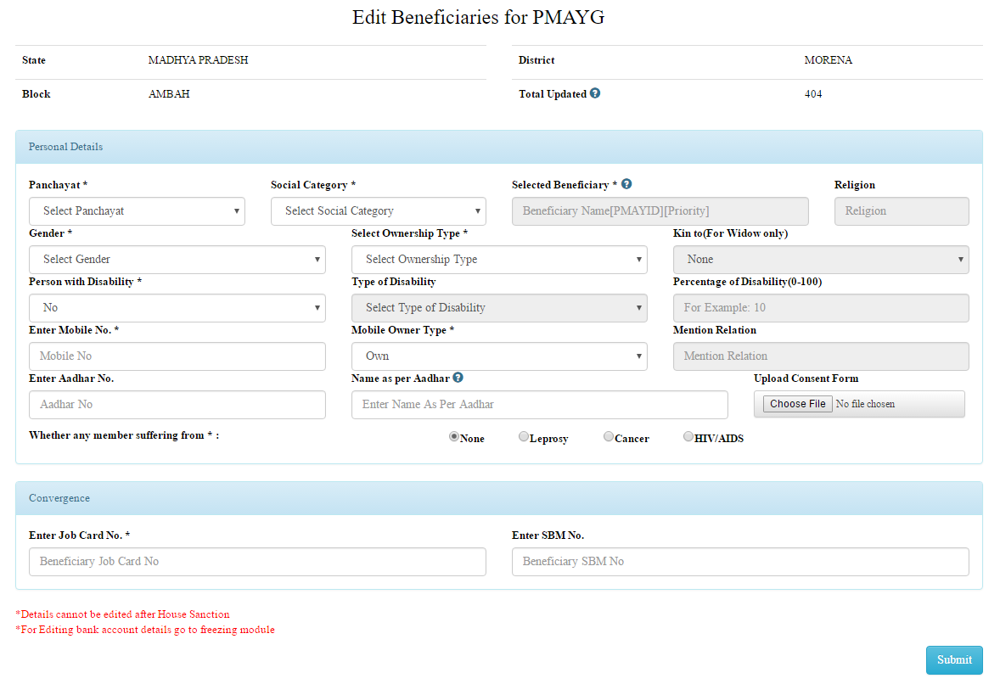 Edit Beneficiaries for PMAYG
State MADHYA PRADESH District MORENA
Block AMBAH Total Updated 404
Personal Details
Panchayat * Social Category * Selected Beneficiary * Religion
Select Panchayat Select Social Category Beneficiary Name[PMAYID][Priority] Religion
Gender * Select Ownership Type * Kin to(For Widow only)
Select Gender Select Ownership Type None
Person with Disability * Type of Disability Percentage of Disability(0-100)
No Select Type of Disability For Example: 10
Enter Mobile No. * Mobile Owner Type * Mention Relation
Mobile No Own Mention Relation
Enter Aadhar No. Name as per Aadhar Upload Consent Form
Aadhar No Enter Name As Per Aadhar Choose File No file chosen
Whether any member suffering from * : None Leprosy Cancer HIV/AIDS
Convergence
Enter Job Card No. * Enter SBM No.
Beneficiary Job Card No Beneficiary SBM No
*Details cannot be edited after House Sanction
*For Editing bank account details go to freezing module
Submit